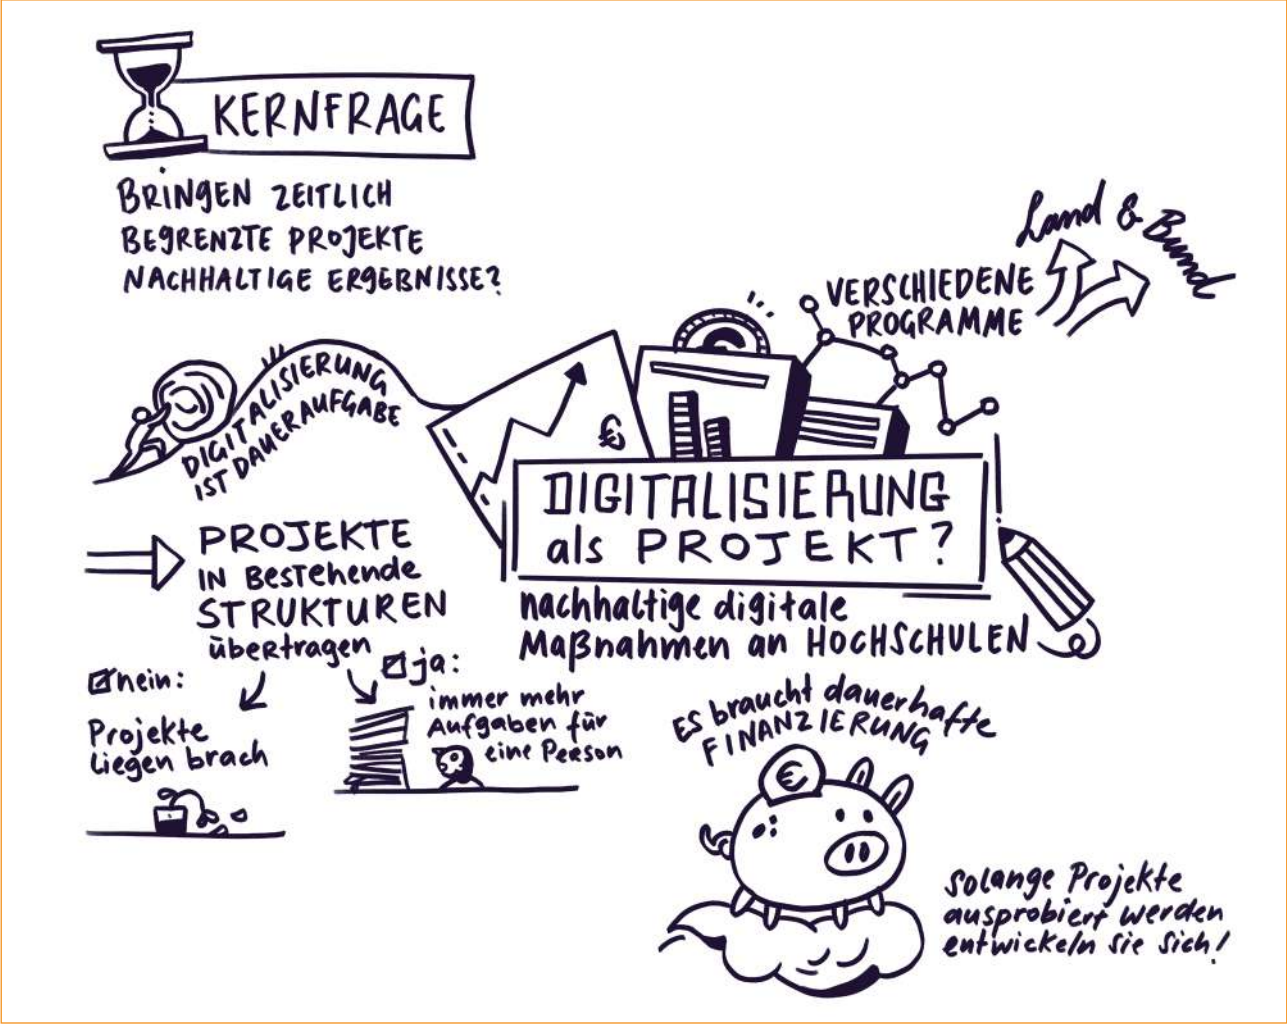 KERNFRAGE
BRINGEN ZEITLICH
BEGRENZTE PROJEKTE
NACHHALTIGE ERGEBNISSE?
Land & Bund
VERSCHIEDENE
PROGRAMME
DIGITALISIERUNG
IST DAUERAUFGABE
€
DIGITALISIERUNG
als PROJEKT?
nachhaltige digitale
Maßnahmen an HOCHSCHULEN
PROJEKTE
IN Bestehende
STRUKTUREN
übertragen
nein:
Projekte
liegen brach
ja:
immer mehr
Aufgaben für
eine Person
Es braucht dauerhafte
FINANZIERUNG
€
solange Projekte
ausprobiert werden
entwickeln sie sich!